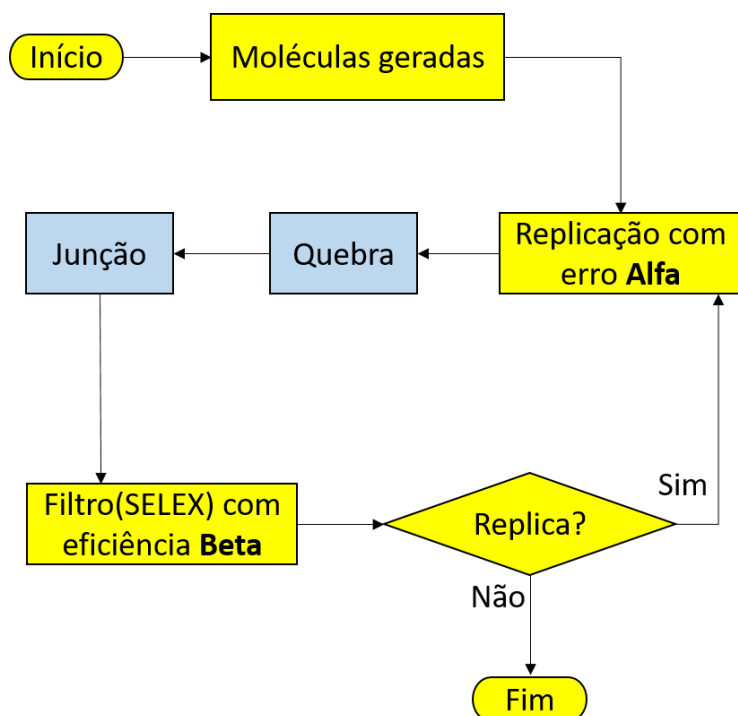 Início
Moléculas geradas
Replicação com
erro Alfa
Quebra
Junção
Filtro(SELEX) com
eficiência Beta
Replica?
Sim
Não
Fim